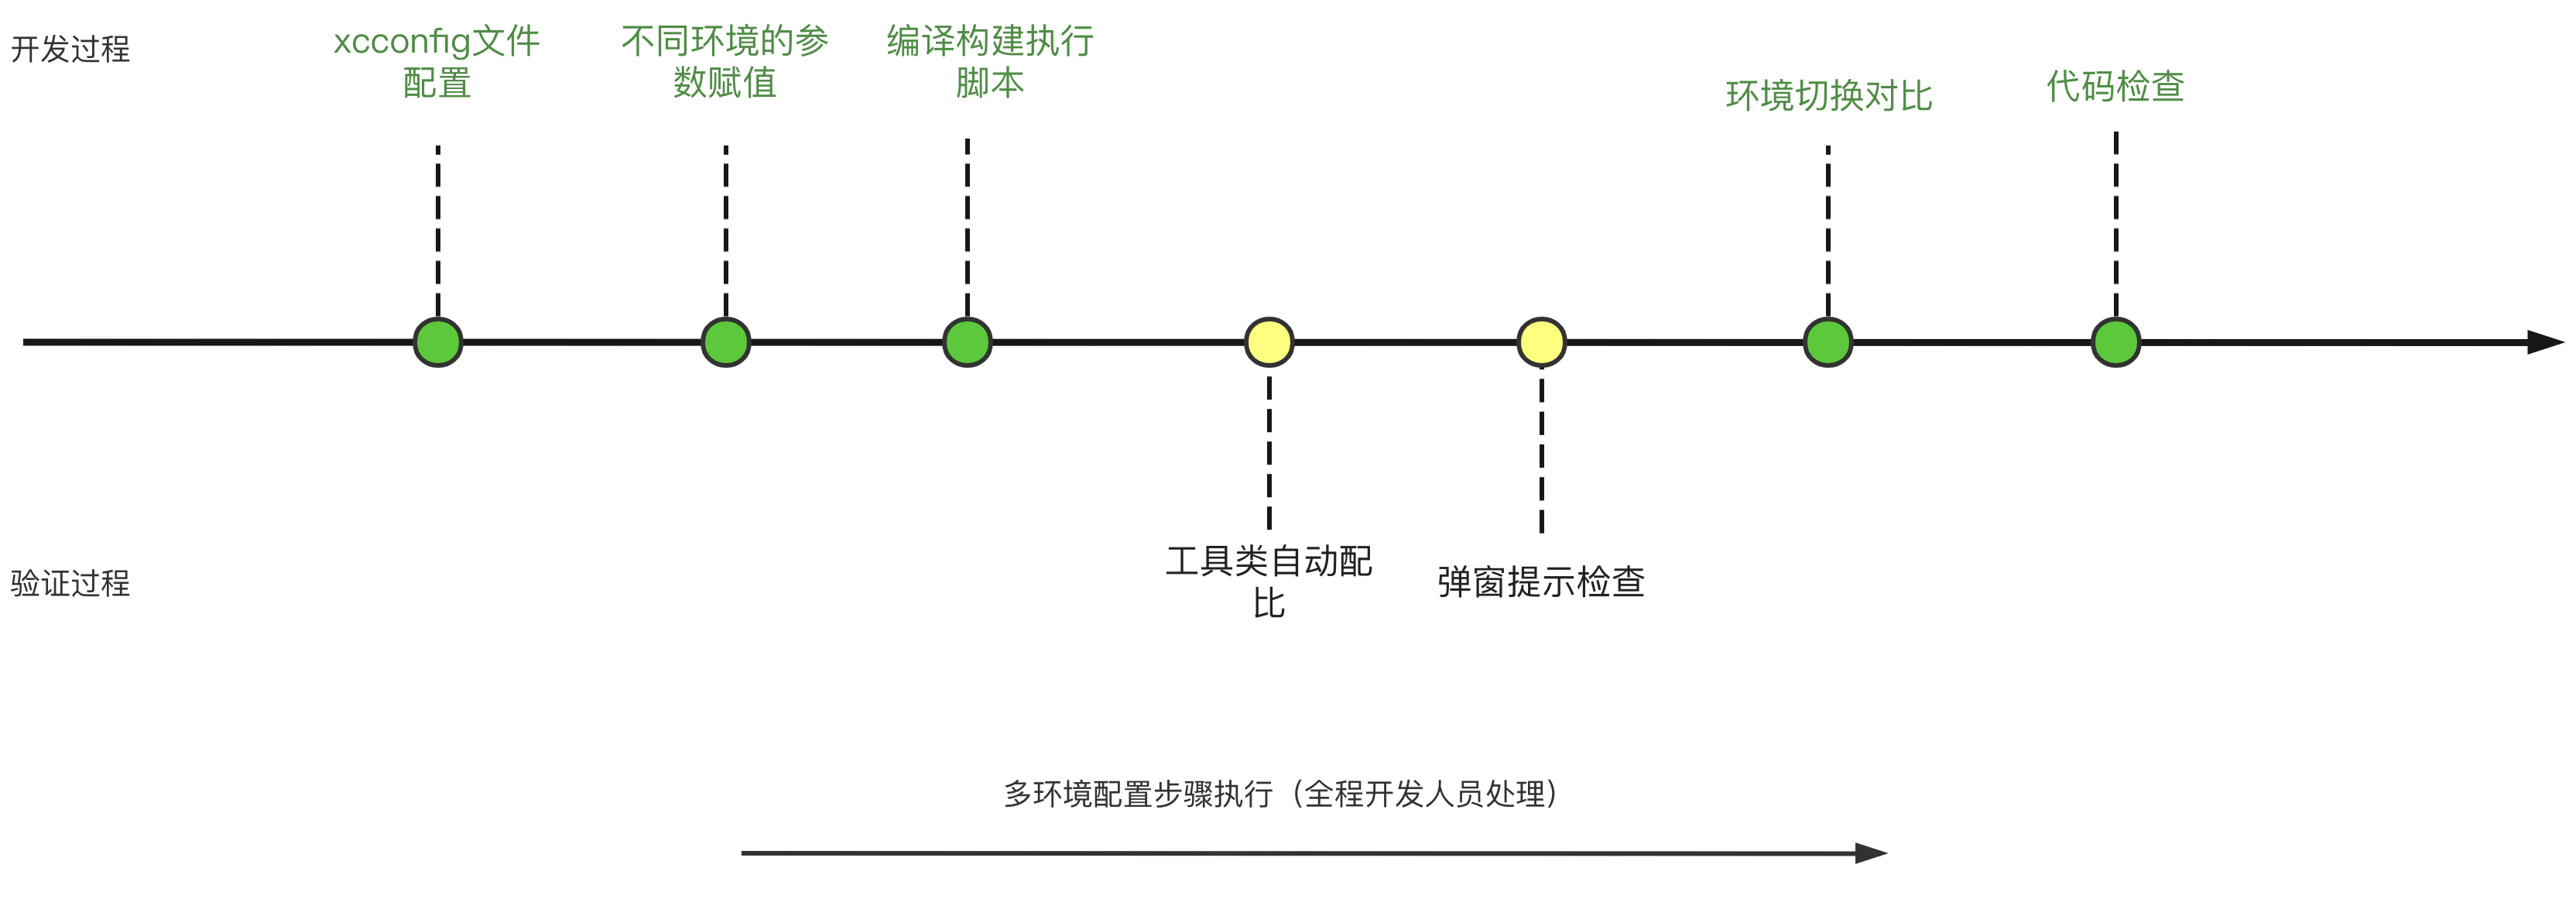 开发过程
xcconfig文件
配置
不同环境的参
数赋值
编译构建执行
脚本
环境切换对比
代码检查
验证过程
工具类自动配
比
弹窗提示检查
多环境配置步骤执行（全程开发人员处理）